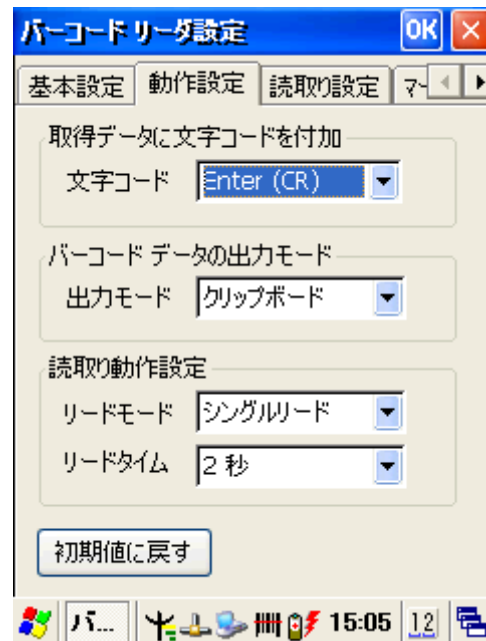 バーコード リーダ設定 OK
基本設定 動作設定 読取り設定 マー
取得データに文字コードを付加
文字コード Enter (CR)
バーコード データの出力モード
出力モード クリップボード
読取り動作設定
リードモード シングルリード
リードタイム 2 秒
初期値に戻す
バ... 15:05 12